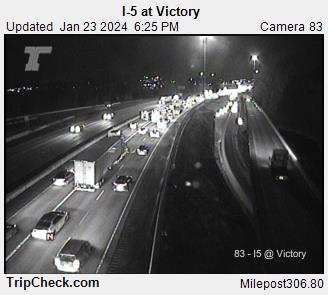 I-5 at Victory
Updated  Jan 23 2024  6:25 PM  Camera 83
T
83 - I5 @ Victory
TripCheck.com  Milepost306.80